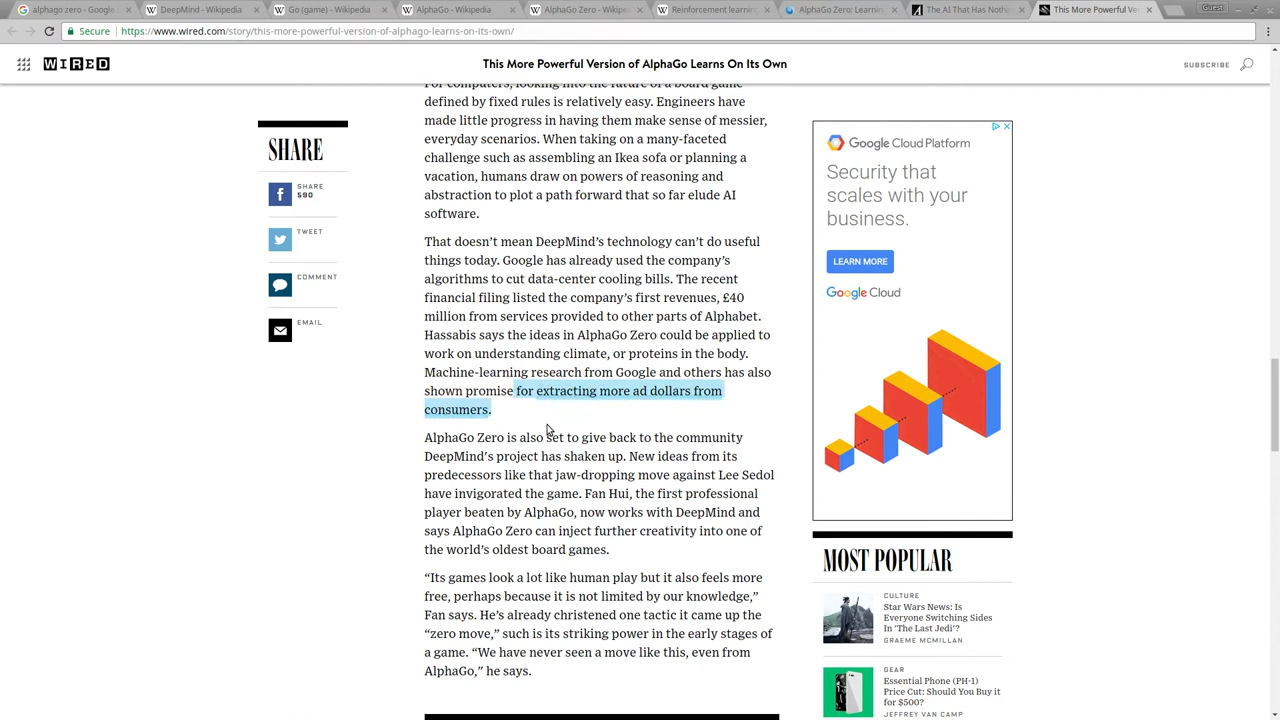 alphago zero - Google
DeepMind - Wikipedia
Go (game) - Wikipedia
AlphaGo - Wikipedia
AlphaGo Zero - Wikipe
Reinforcement learning
AlphaGo Zero: Learning
The AI That Has Noth
This More Powerful Ve
Guest
Secure
https://www.wired.com/story/this-more-powerful-version-of-alphago-learns-on-its-own/
WIRED
This More Powerful Version of AlphaGo Learns On Its Own
SUBSCRIBE
SHARE
SHARE
590
TWEET
COMMENT
EMAIL
For computers, looking into the future of a board game
defined by fixed rules is relatively easy. Engineers have
made little progress in having them make sense of messier,
everyday scenarios. When taking on a many-faceted
challenge such as assembling an Ikea sofa or planning a
vacation, humans draw on powers of reasoning and
abstraction to plot a path forward that so far elude AI
software.
That doesn’t mean DeepMind’s technology can’t do useful
things today. Google has already used the company’s
algorithms to cut data-center cooling bills. The recent
financial filing listed the company’s first revenues, £40
million from services provided to other parts of Alphabet.
Hassabis says the ideas in AlphaGo Zero could be applied to
work on understanding climate, or proteins in the body.
Machine-learning research from Google and others has also
shown promise for extracting more ad dollars from
consumers.
AlphaGo Zero is also set to give back to the community
DeepMind’s project has shaken up. New ideas from its
predecessors like that jaw-dropping move against Lee Sedol
have invigorated the game. Fan Hui, the first professional
player beaten by AlphaGo, now works with DeepMind and
says AlphaGo Zero can inject further creativity into one of
the world’s oldest board games.
“Its games look a lot like human play but it also feels more
free, perhaps because it is not limited by our knowledge,”
Fan says. He’s already christened one tactic it came up the
“zero move,” such is its striking power in the early stages of
a game. “We have never seen a move like this, even from
AlphaGo,” he says.
Google Cloud Platform
Security that
scales with your
business.
LEARN MORE
Google Cloud
MOST POPULAR
CULTURE
Star Wars News: Is
Everyone Switching Sides
In 'The Last Jedi'?
GRAEME MCMILLAN
GEAR
Essential Phone (PH-1)
Price Cut: Should You Buy it
for $500?
JEFFREY VAN CAMP